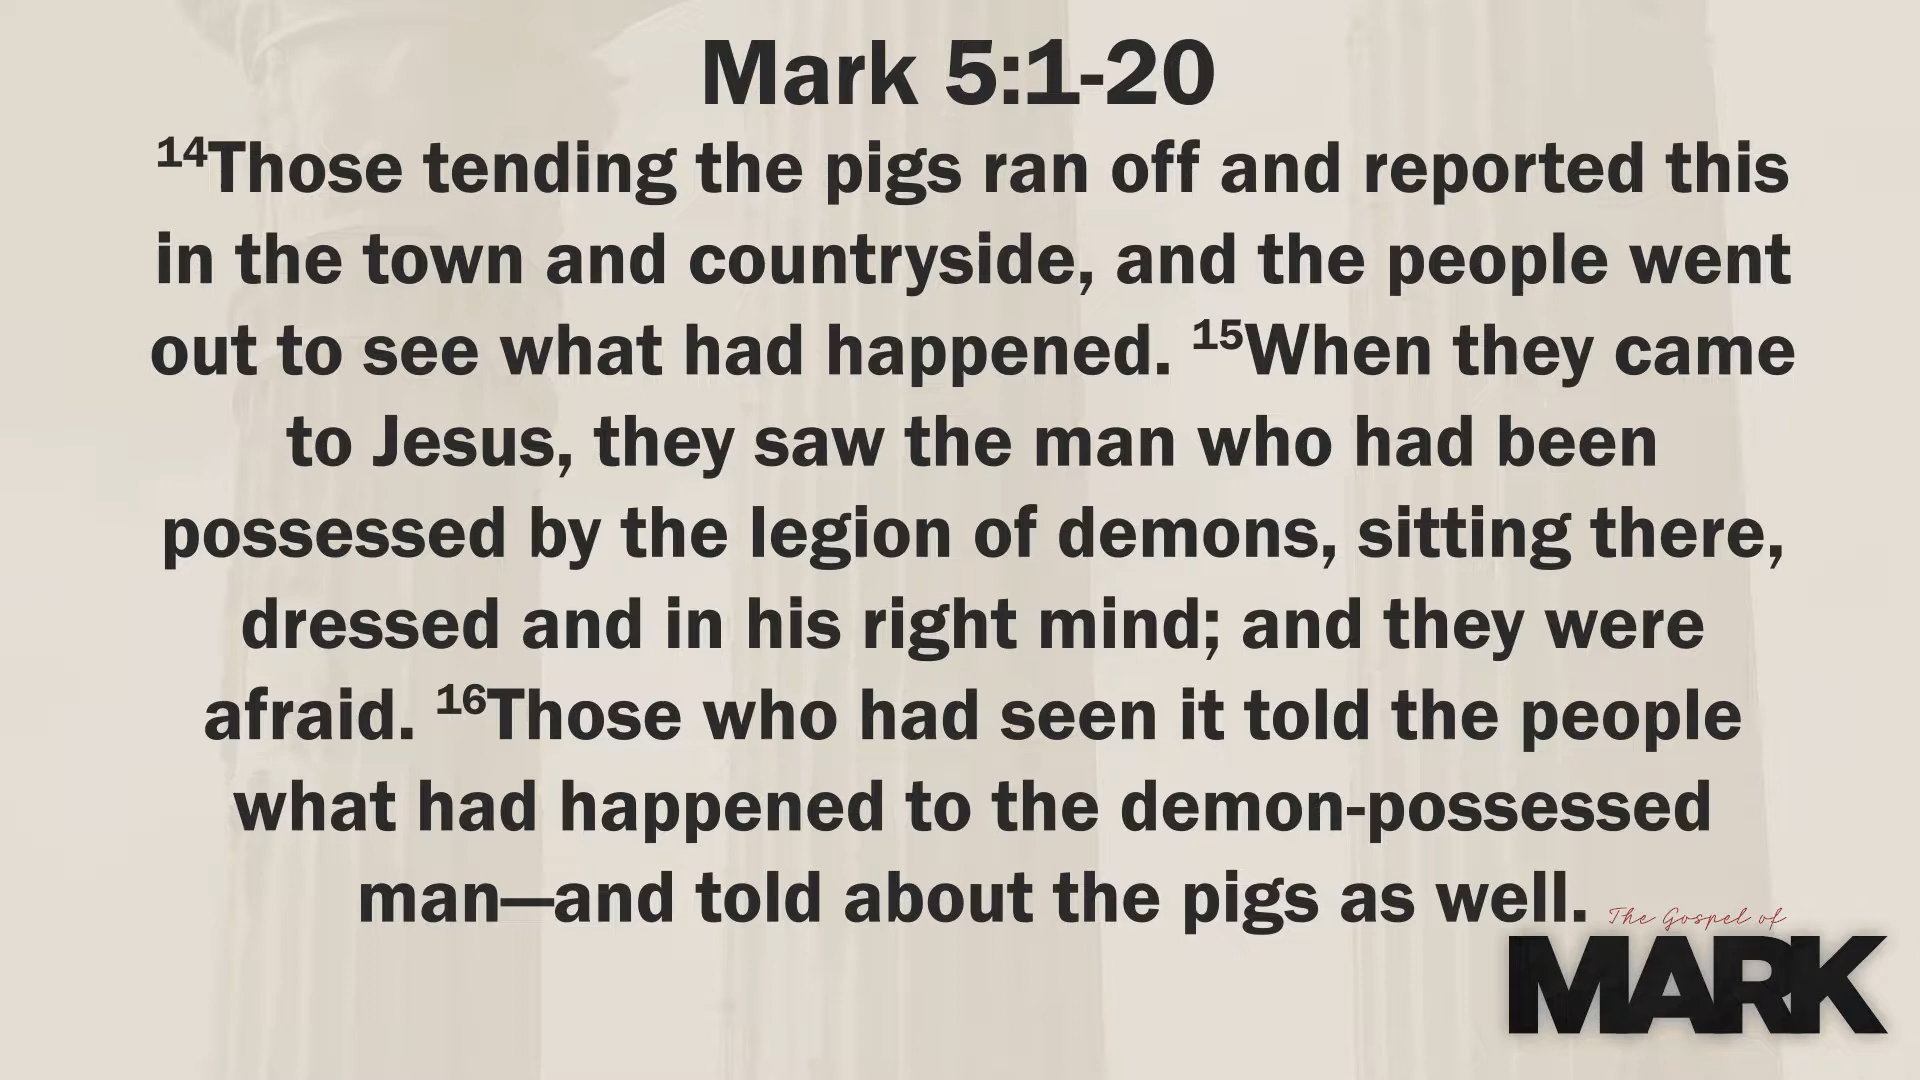 Mark 5:1-20
¹⁴Those tending the pigs ran off and reported this
in the town and countryside, and the people went
out to see what had happened. ¹⁵When they came
to Jesus, they saw the man who had been
possessed by the legion of demons, sitting there,
dressed and in his right mind; and they were
afraid. ¹⁶Those who had seen it told the people
what had happened to the demon-possessed
man—and told about the pigs as well.
The Gospel of
MARK